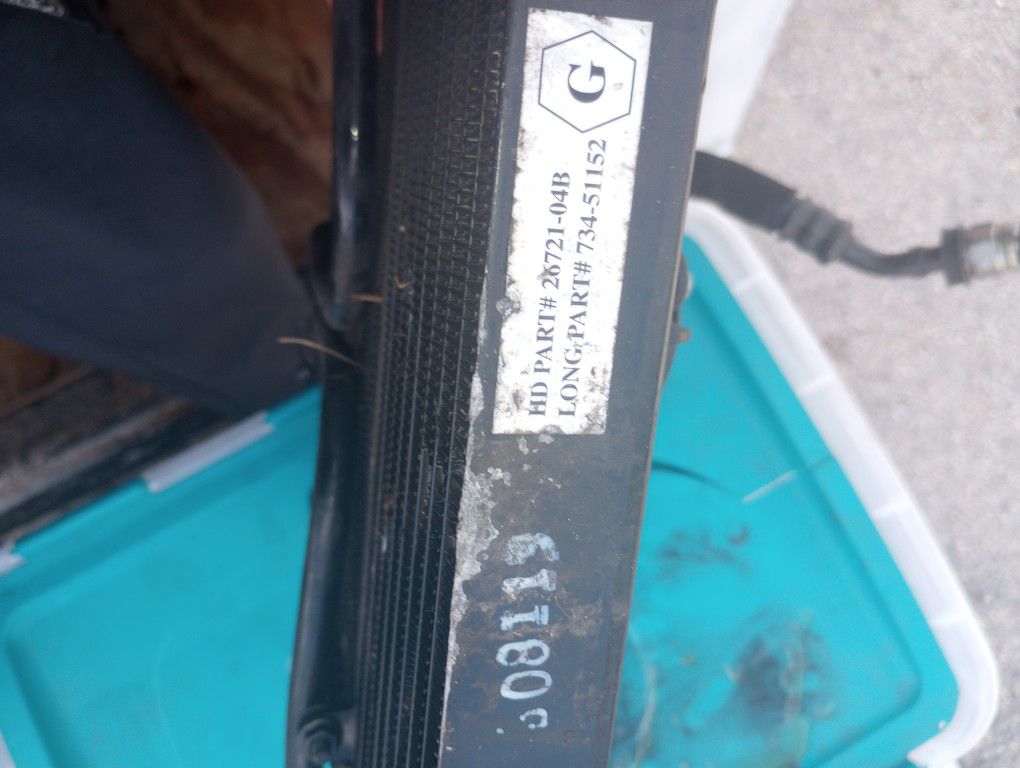 G
HD PART# 26721-04B
LONG PART# 734-51152
08119